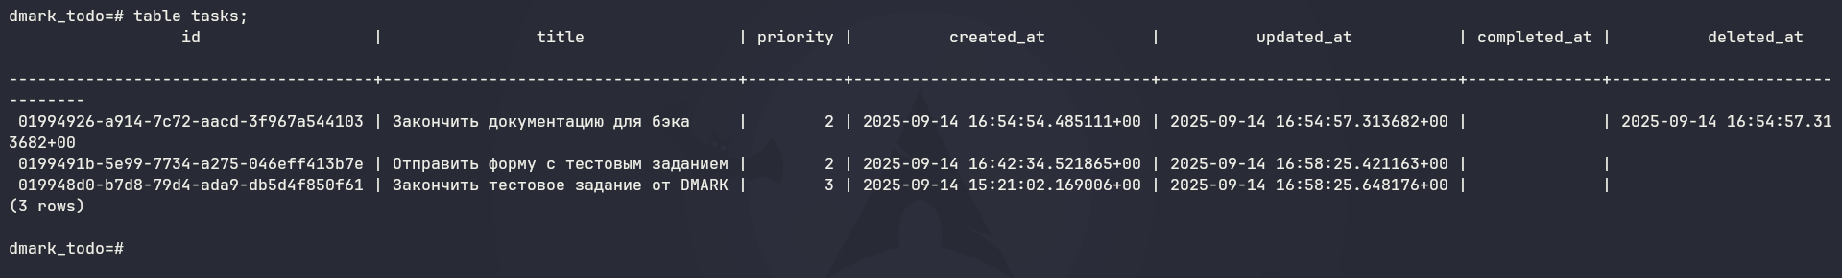 dmark_todo=# table tasks;
id | title | priority | created_at | updated_at | completed_at | deleted_at
--------------------------------------+-------------------------------------+----------+-------------------------------+-------------------------------+--------------+-----------------------
--------
01994926-a914-7c72-aacd-3f967a544103 | Закончить документацию для бэка | 2 | 2025-09-14 16:54:54.485111+00 | 2025-09-14 16:54:57.313682+00 | | 2025-09-14 16:54:57.31
3682+00
0199491b-5e99-7734-a275-046eff413b7e | Отправить форму с тестовым заданием | 2 | 2025-09-14 16:42:34.521865+00 | 2025-09-14 16:58:25.421163+00 | |
019948d0-b7d8-79d4-ada9-db5d4f850f61 | Закончить тестовое задание от DMARK | 3 | 2025-09-14 15:21:02.169006+00 | 2025-09-14 16:58:25.648176+00 | |
(3 rows)
dmark_todo=#